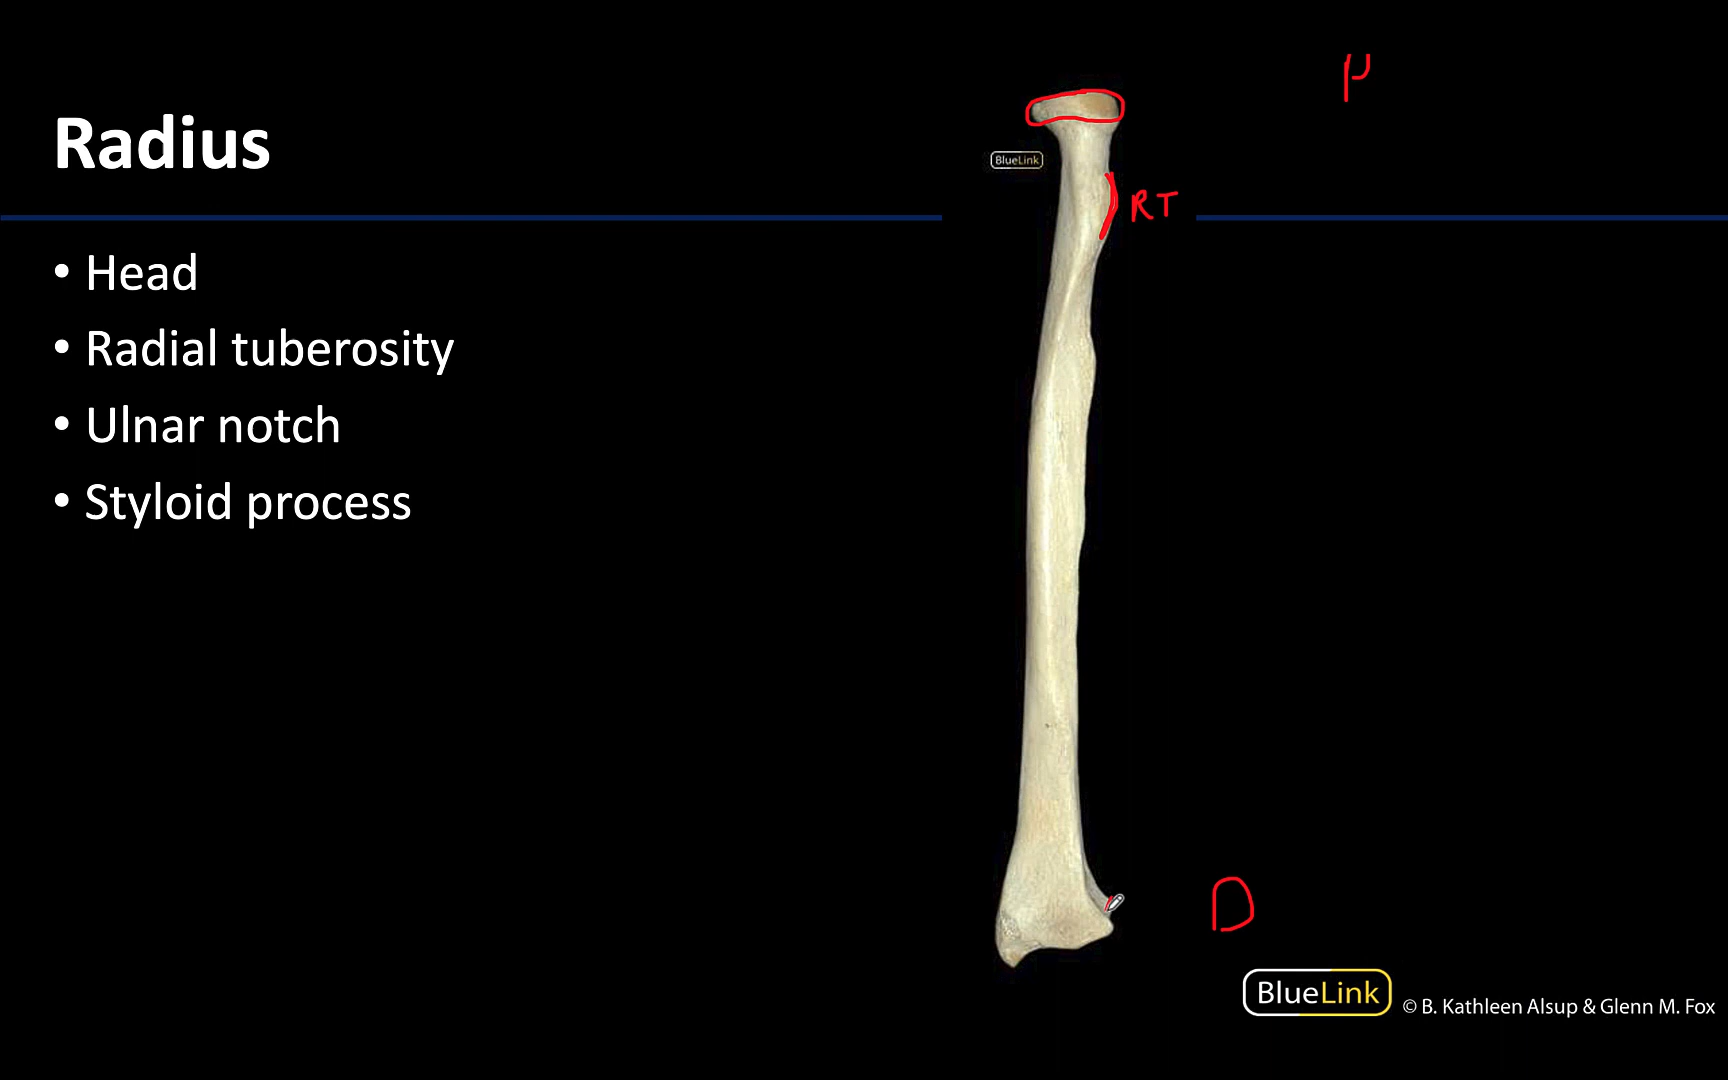 P
Radius
BlueLink
RT
• Head
• Radial tuberosity
• Ulnar notch
• Styloid process
D
BlueLink © B. Kathleen Alsup & Glenn M. Fox